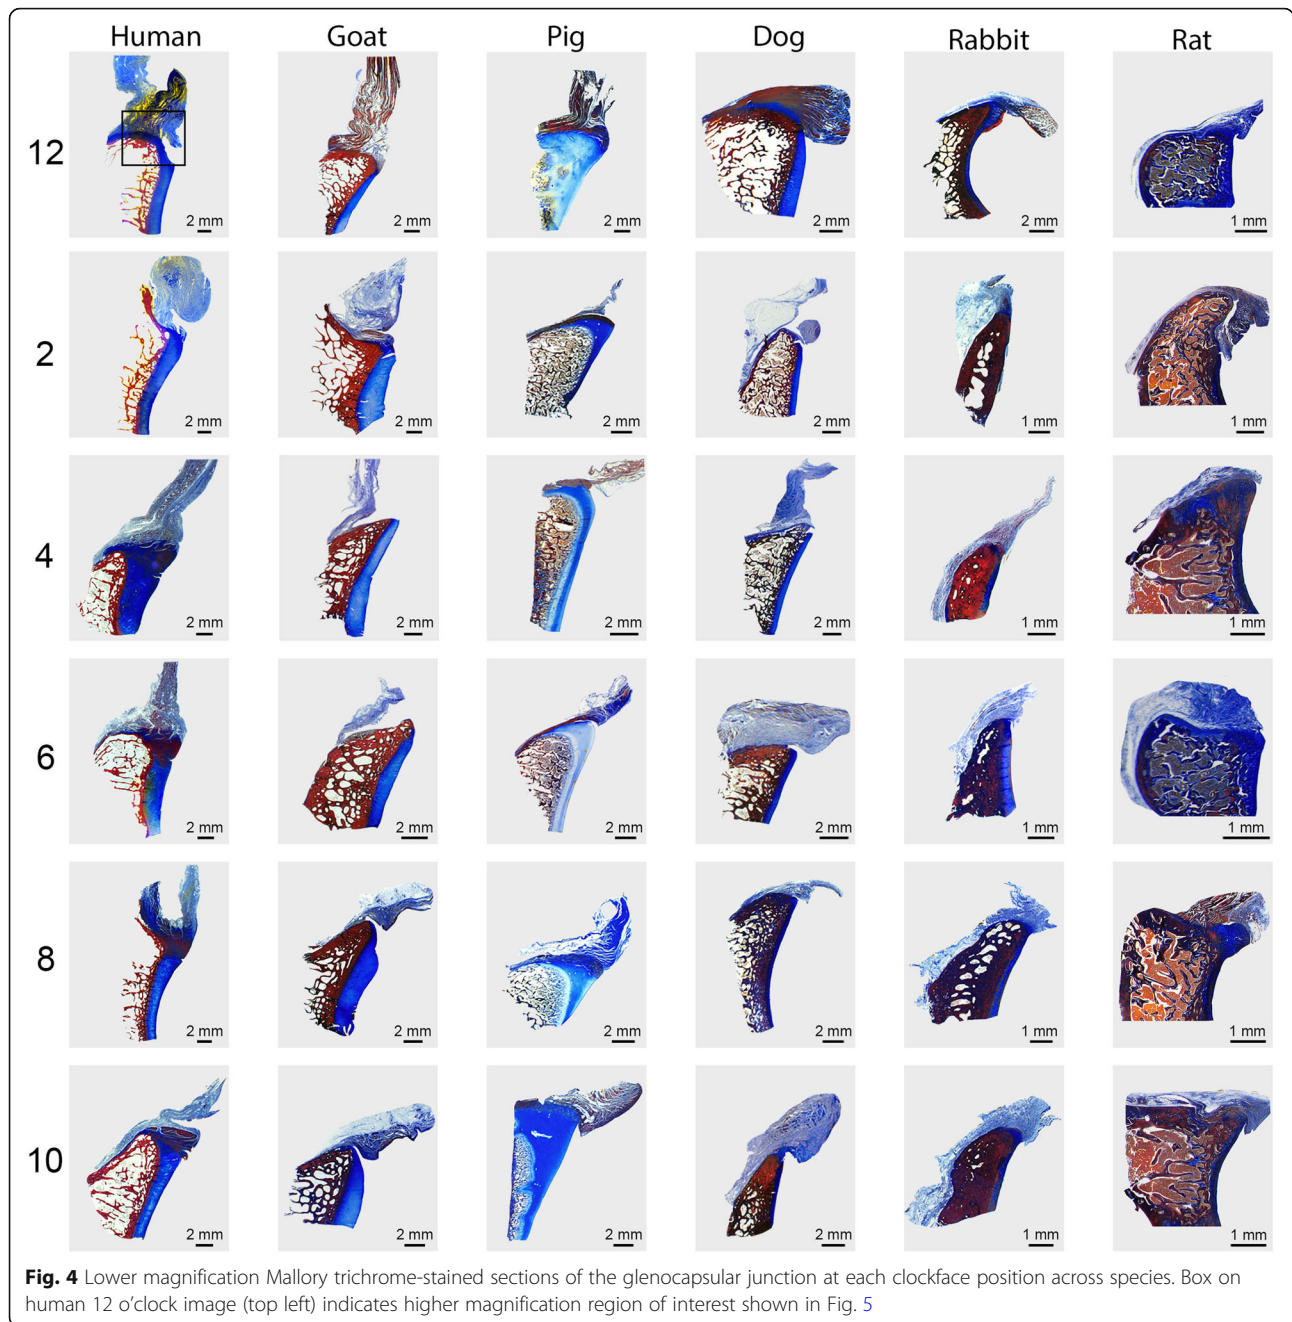 Human Goat Pig Dog Rabbit Rat
12
2 mm 2 mm 2 mm 2 mm 2 mm 1 mm
2
2 mm 2 mm 2 mm 2 mm 1 mm 1 mm
4
2 mm 2 mm 2 mm 2 mm 1 mm 1 mm
6
2 mm 2 mm 2 mm 2 mm 1 mm 1 mm
8
2 mm 2 mm 2 mm 2 mm 1 mm 1 mm
10
2 mm 2 mm 2 mm 2 mm 1 mm 1 mm
Fig. 4 Lower magnification Mallory trichrome-stained sections of the glenocapsular junction at each clockface position across species. Box on
human 12 o’clock image (top left) indicates higher magnification region of interest shown in Fig. 5